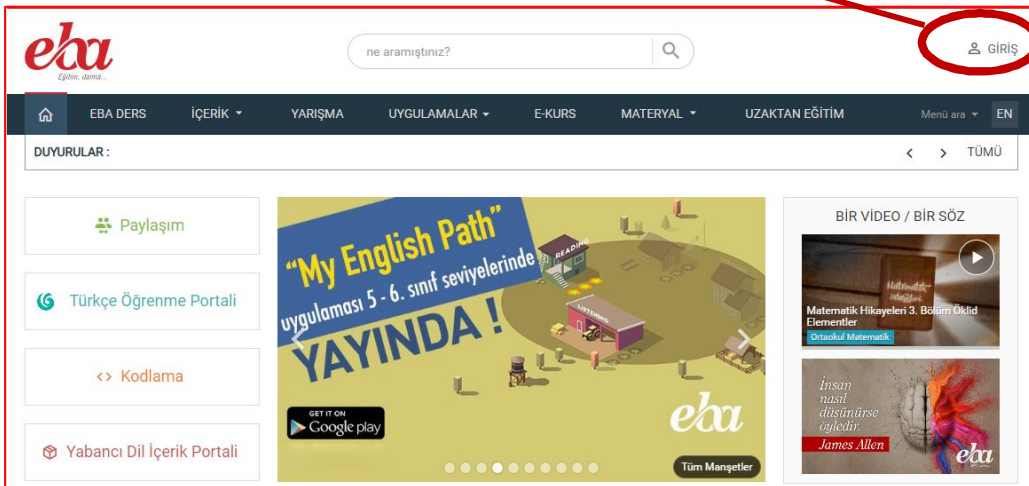 eba
Eğitim, daima...
ne aramıştınız?
GİRİŞ
EBA DERS
İÇERİK
YARIŞMA
UYGULAMALAR
E-KURS
MATERYAL
UZAKTAN EĞİTİM
Menü ara
EN
DUYURULAR :
TÜMÜ
Paylaşım
Türkçe Öğrenme Portali
<> Kodlama
Yabancı Dil İçerik Portali
"My English Path"
uygulaması 5 - 6. sınıf seviyelerinde
YAYINDA !
READING
LISTENING
GET IT ON
Google play
eba
Tüm Manşetler
BİR VİDEO / BİR SÖZ
Matematik
Hikayeleri
Matematik Hikayeleri 3. Bölüm Öklid
Elementler
Ortaokul Matematik
İnsan
nasıl
düşünürse
öyledir.
James Allen
eba